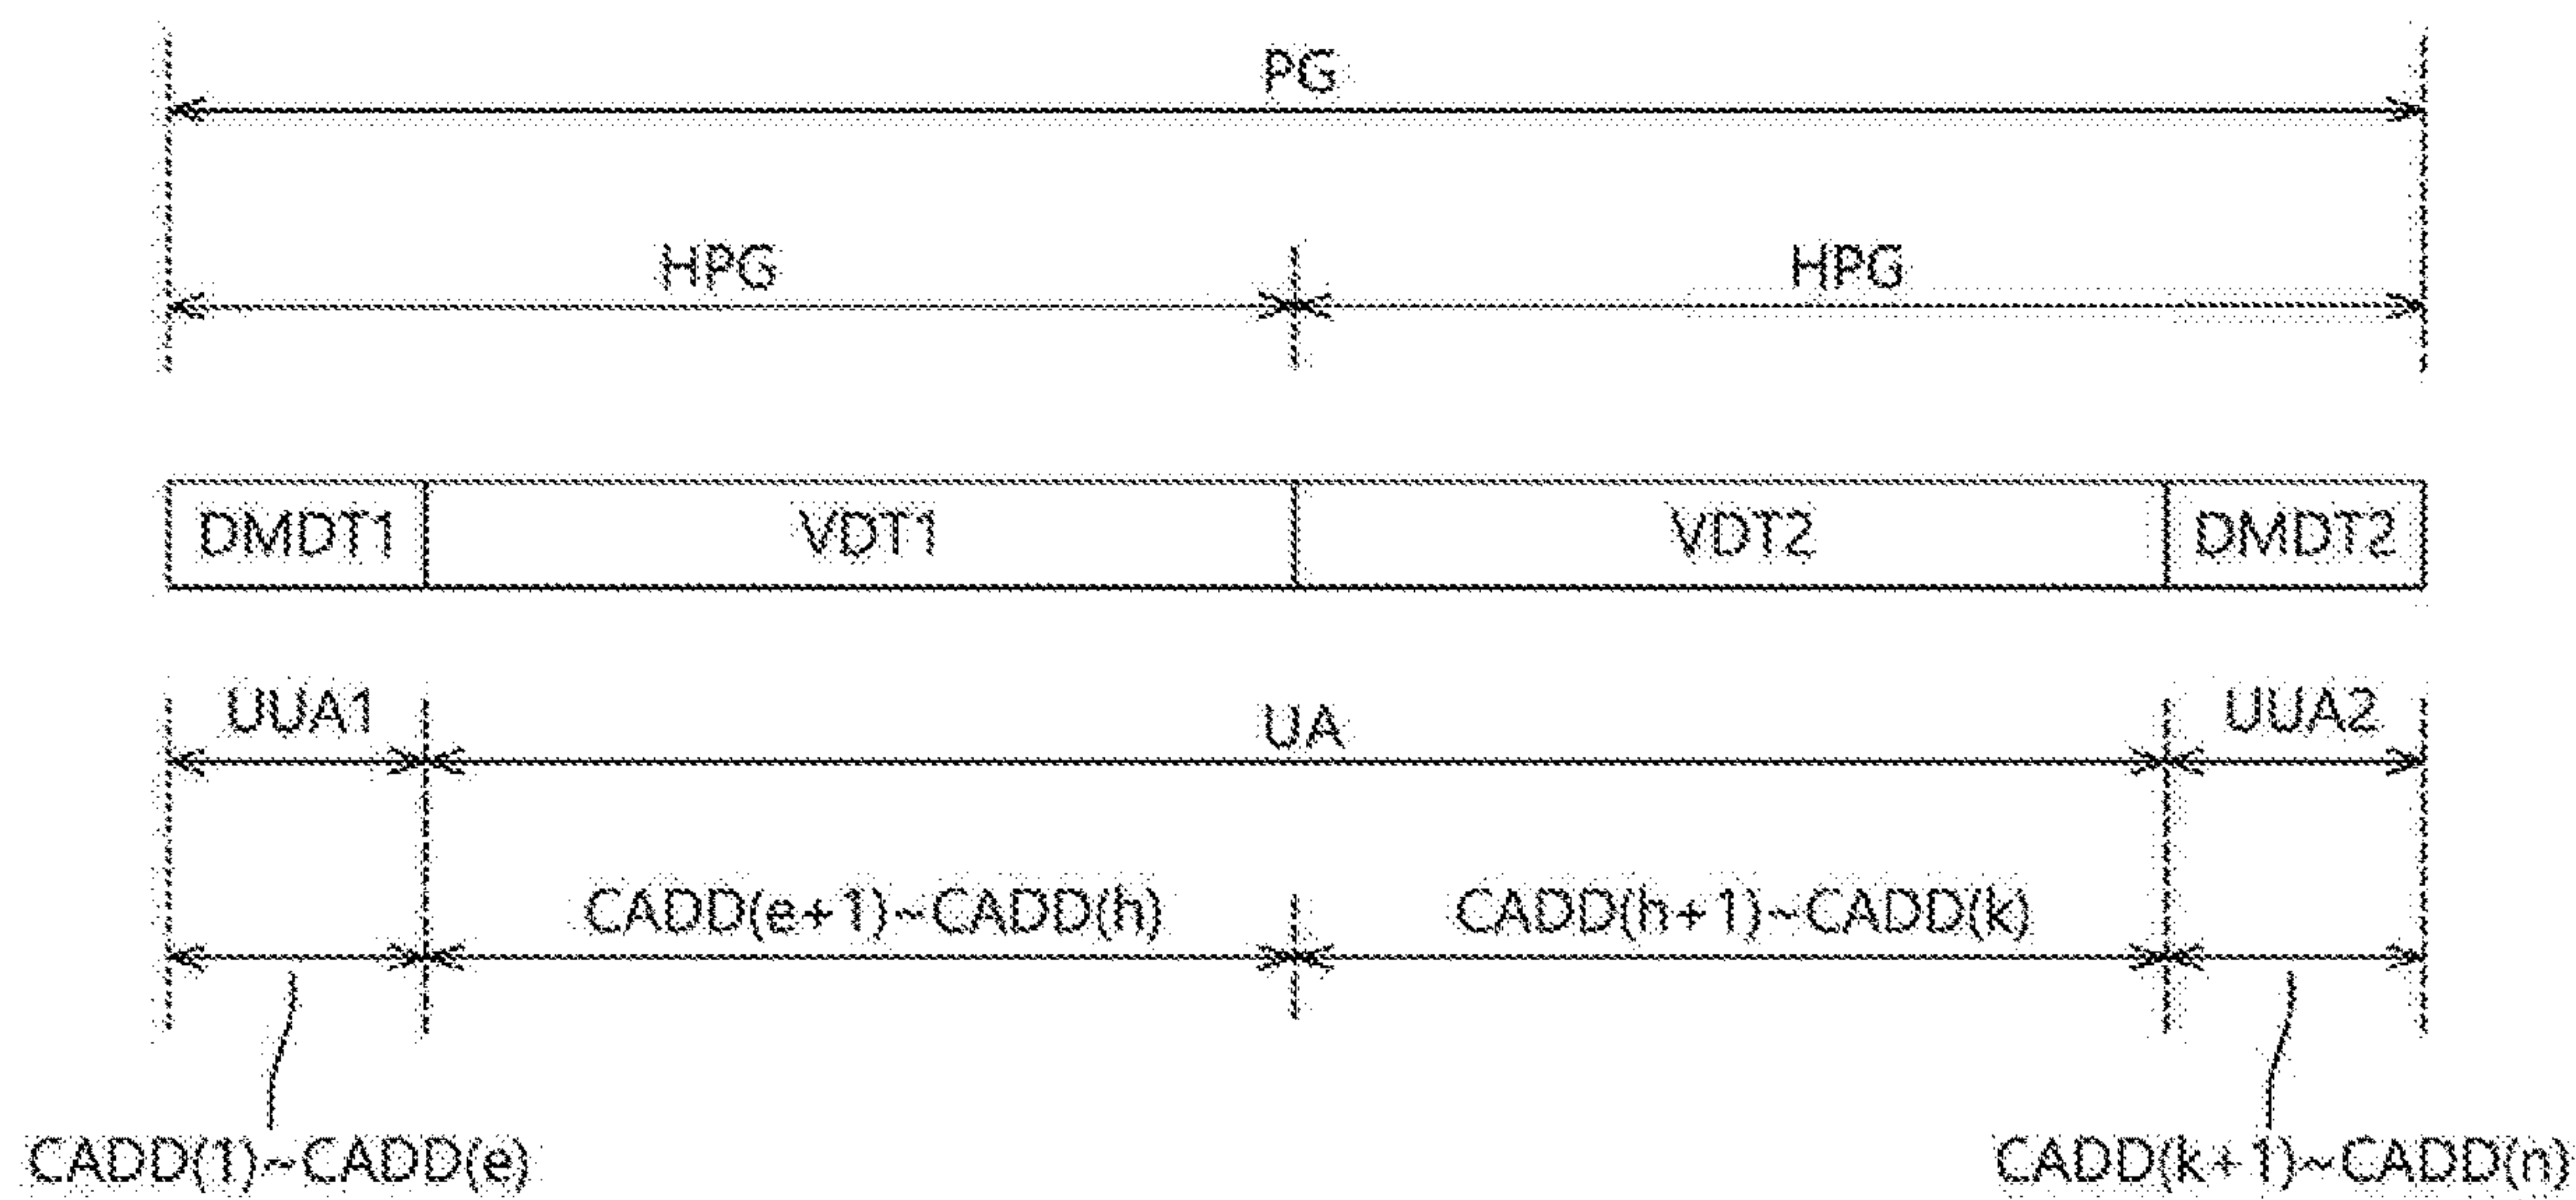 PG
HPG HPG
DMDT1 VDT1 VDT2 DMDT2
UUA1 UA UUA2
CADD(e+1)~CADD(h) CADD(h+1)~CADD(k)
CADD(1)~CADD(e) CADD(k+1)~CADD(n)